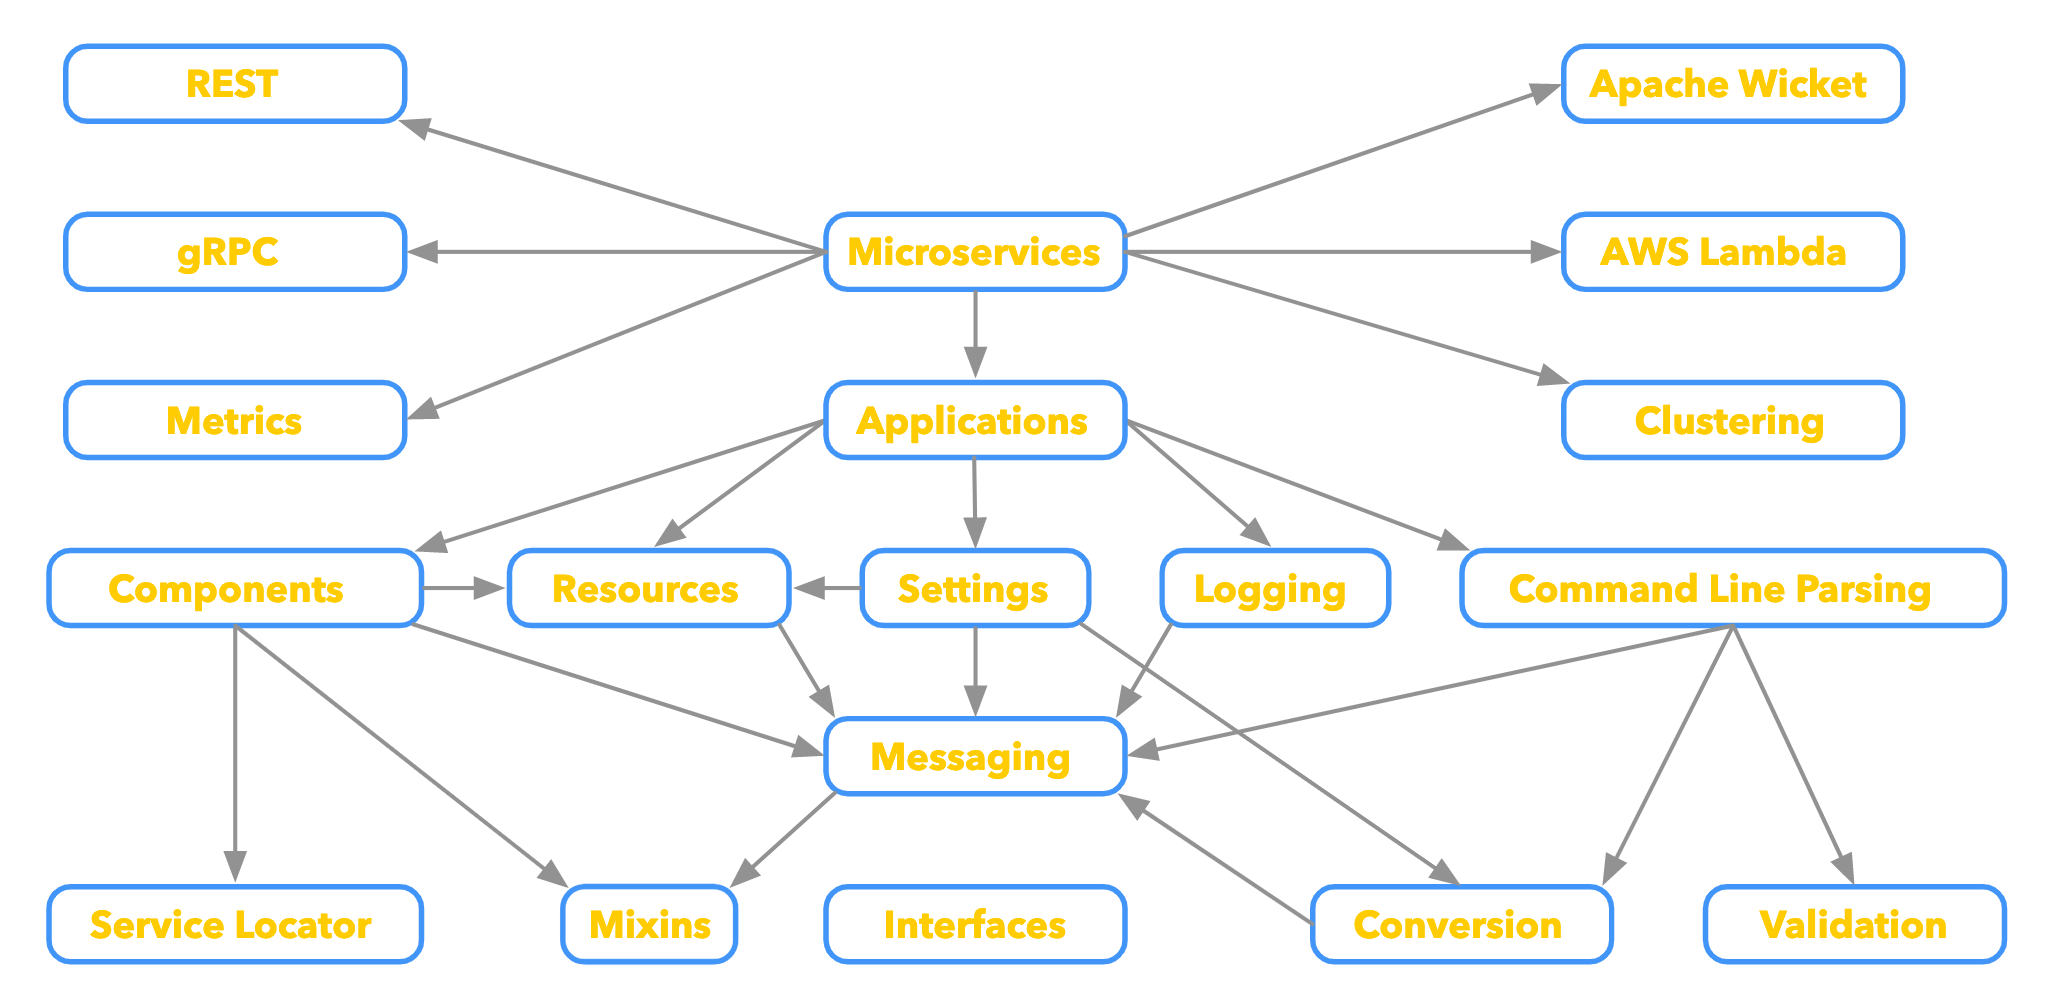 REST
Apache Wicket
gRPC
Microservices
AWS Lambda
Metrics
Applications
Clustering
Components
Resources
Settings
Logging
Command Line Parsing
Messaging
Service Locator
Mixins
Interfaces
Conversion
Validation